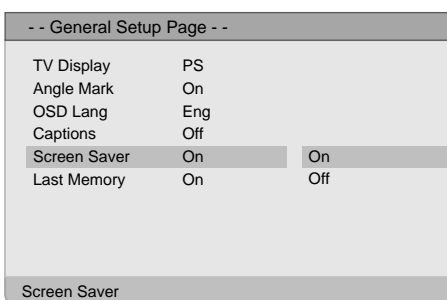 - - General Setup Page - -
TV Display PS
Angle Mark On
OSD Lang Eng
Captions Off
Screen Saver On On
Last Memory On Off
Screen Saver